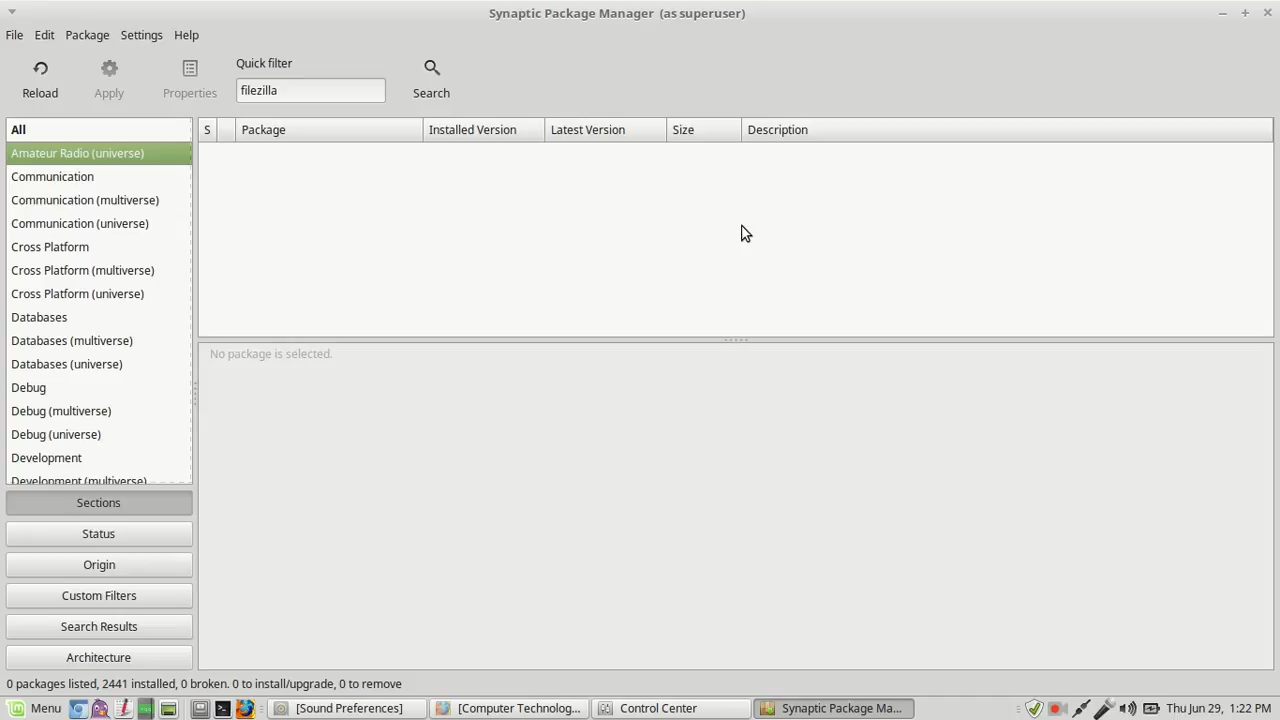 Synaptic Package Manager (as superuser)
File Edit Package Settings Help
Quick filter
Reload Apply Properties filezilla Search
All
S Package Installed Version Latest Version Size Description
Amateur Radio (universe)
Communication
Communication (multiverse)
Communication (universe)
Cross Platform
Cross Platform (multiverse)
Cross Platform (universe)
Databases
Databases (multiverse)
Databases (universe)
Debug
Debug (multiverse)
Debug (universe)
Development
Development (multiverse)
No package is selected.
Sections
Status
Origin
Custom Filters
Search Results
Architecture
0 packages listed, 2441 installed, 0 broken. 0 to install/upgrade, 0 to remove
Menu [Sound Preferences] [Computer Technolog... Control Center Synaptic Package Ma... Thu Jun 29, 1:22 PM